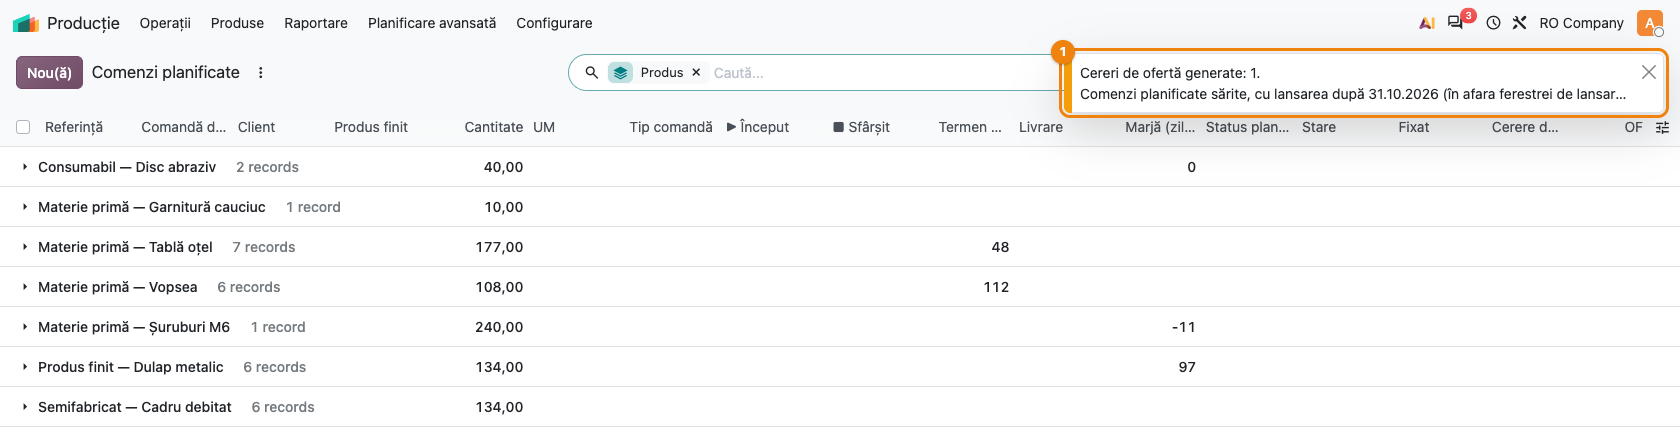 Producție Operații Produse Raportare Planificare avansată Configurare AI 3 RO Company A
1
Nou(ă) Comenzi planificate Produs Caută...
Cereri de ofertă generate: 1.
Comenzi planificate sărite, cu lansarea după 31.10.2026 (în afara ferestrei de lansar...
Referință Comandă d... Client Produs finit Cantitate UM Tip comandă Început Sfârșit Termen ... Livrare Marjă (zil... Status plan... Stare Fixat Cerere d... OF
Consumabil — Disc abraziv 2 records 40,00 0
Materie primă — Garnitură cauciuc 1 record 10,00
Materie primă — Tablă oțel 7 records 177,00 48
Materie primă — Vopsea 6 records 108,00 112
Materie primă — Șuruburi M6 1 record 240,00 -11
Produs finit — Dulap metalic 6 records 134,00 97
Semifabricat — Cadru debitat 6 records 134,00